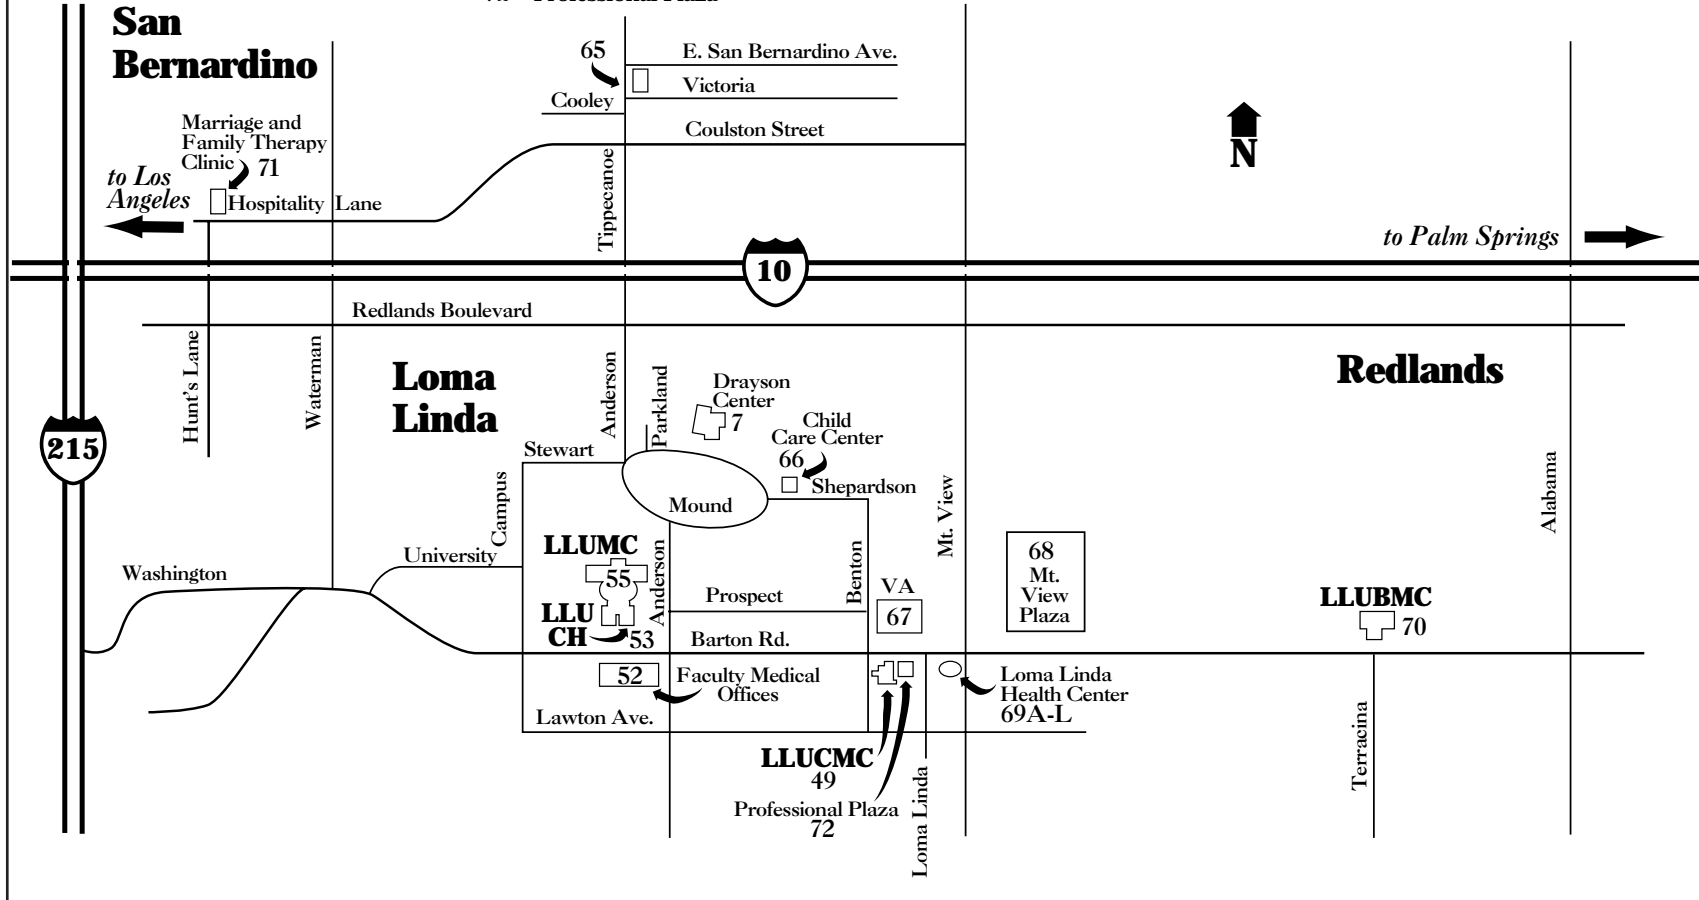 San
Bernardino
65
E. San Bernardino Ave.
Victoria
Cooley
Coulston Street
Marriage and
Family Therapy
Clinic
71
to Los
Angeles
Hospitality Lane
Tippecanoe
N
to Palm Springs
10
Redlands Boulevard
Hunt's Lane
Waterman
Loma
Linda
Anderson
Parkland
Drayson
Center
7
Child
Care Center
66
Redlands
215
Stewart
Mound
Shepardson
Campus
Mt. View
Alabama
University
Washington
LLUMC
55
LLU
CH
53
Anderson
Prospect
Benton
VA
67
68
Mt.
View
Plaza
LLUBMC
70
Barton Rd.
52
Faculty Medical
Offices
Loma Linda
Health Center
69A-L
Lawton Ave.
LLUCMC
49
Professional Plaza
72
Loma Linda
Terracina